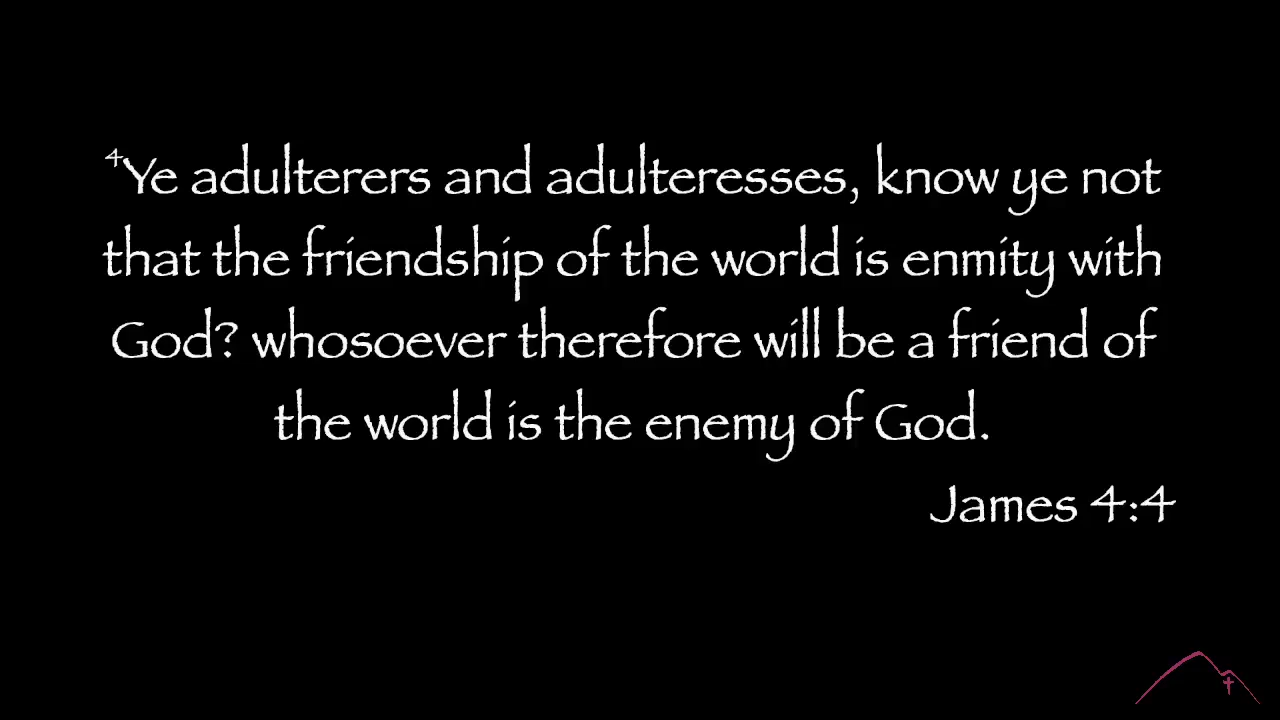 ⁴Ye adulterers and adulteresses, know ye not
that the friendship of the world is enmity with
God? whosoever therefore will be a friend of
the world is the enemy of God.
James 4:4